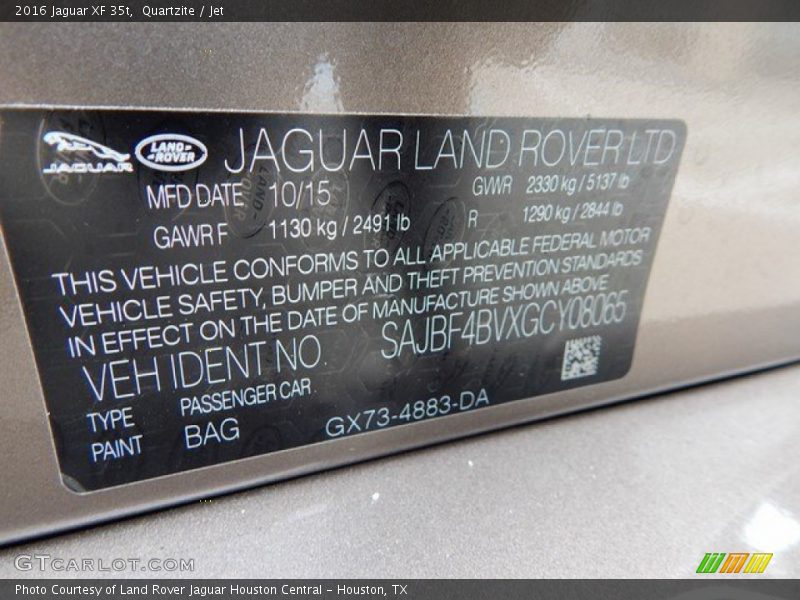 2016 Jaguar XF 35t, Quartzite / Jet
JAGUAR
LAND ROVER
JAGUAR LAND ROVER LTD
MFD DATE 10/15 GVWR 2330 kg / 5137 lb
GAWR F 1130 kg / 2491 lb R 1290 kg / 2844 lb
THIS VEHICLE CONFORMS TO ALL APPLICABLE FEDERAL MOTOR
VEHICLE SAFETY, BUMPER AND THEFT PREVENTION STANDARDS
IN EFFECT ON THE DATE OF MANUFACTURE SHOWN ABOVE
VEH IDENT NO. SAJBF4BVXGCY08065
TYPE PASSENGER CAR
PAINT BAG GX73-4883-DA
GTCARLOT.COM
Photo Courtesy of Land Rover Jaguar Houston Central - Houston, TX